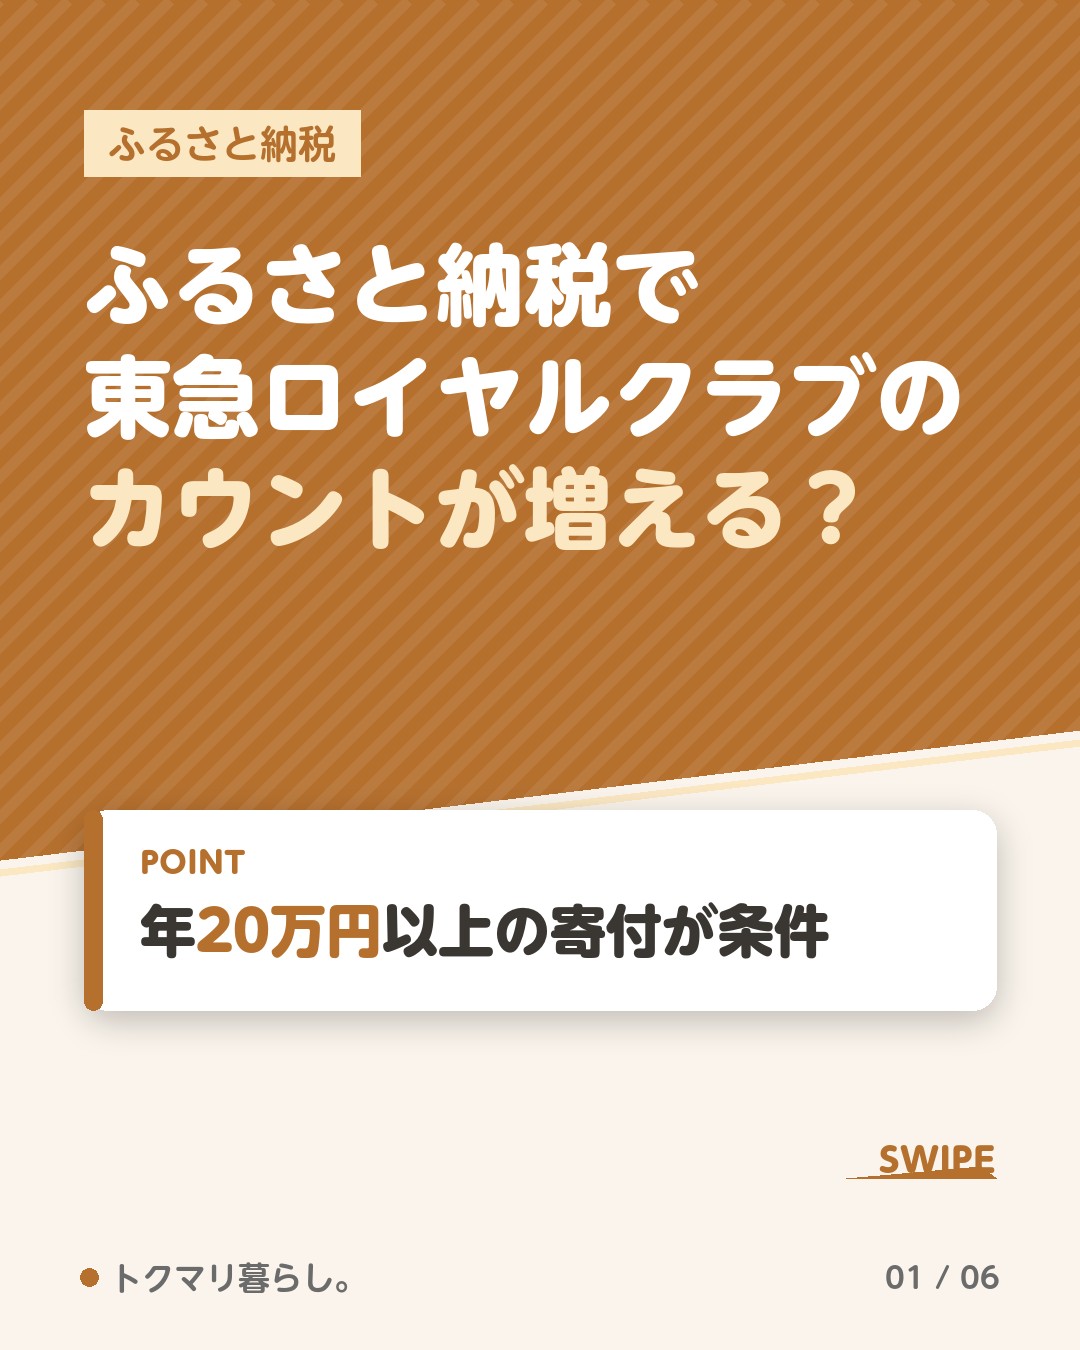 ふるさと納税
ふるさと納税で
東急ロイヤルクラブの
カウントが増える？
POINT
年20万円以上の寄付が条件
SWIPE
トクマリ暮らし。
01 / 06